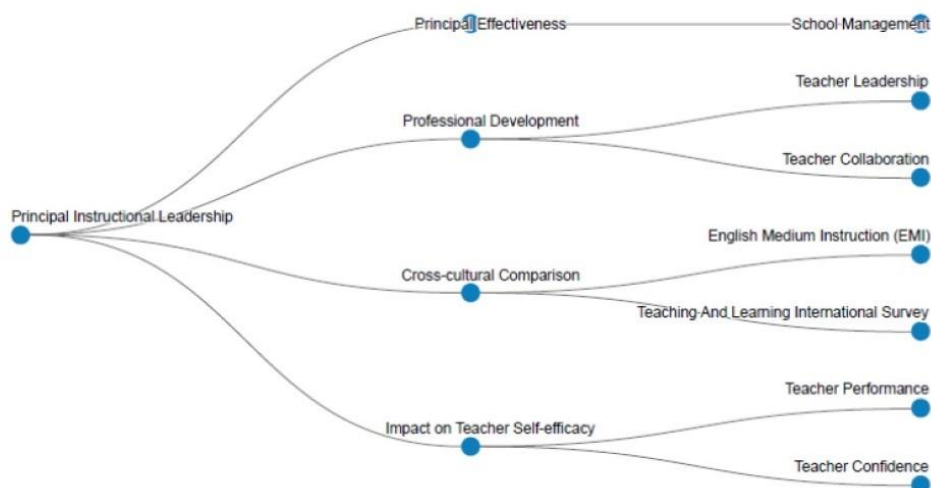 Principal Effectiveness
School Management
Teacher Leadership
Professional Development
Teacher Collaboration
Principal Instructional Leadership
English Medium Instruction (EMI)
Cross-cultural Comparison
Teaching And Learning International Survey
Teacher Performance
Impact on Teacher Self-efficacy
Teacher Confidence